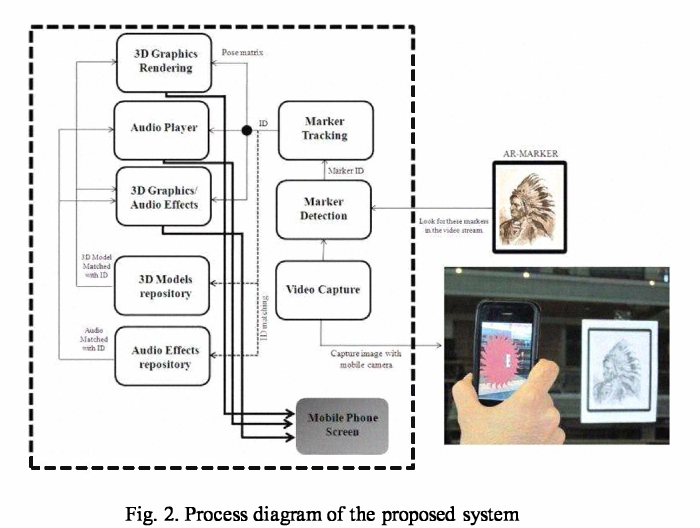 3D Graphics
Rendering
Pose matrix
Audio Player
ID
Marker
Tracking
AR-MARKER
Marker ID
3D Graphics/
Audio Effects
Marker
Detection
Look for these markers
in the video stream.
3D Model
Matched
with ID
3D Models
repository
Video Capture
ID matching
Audio
Matched
with ID
Audio Effects
repository
Capture image with
mobile camera.
Mobile Phone
Screen
Fig. 2. Process diagram of the proposed system